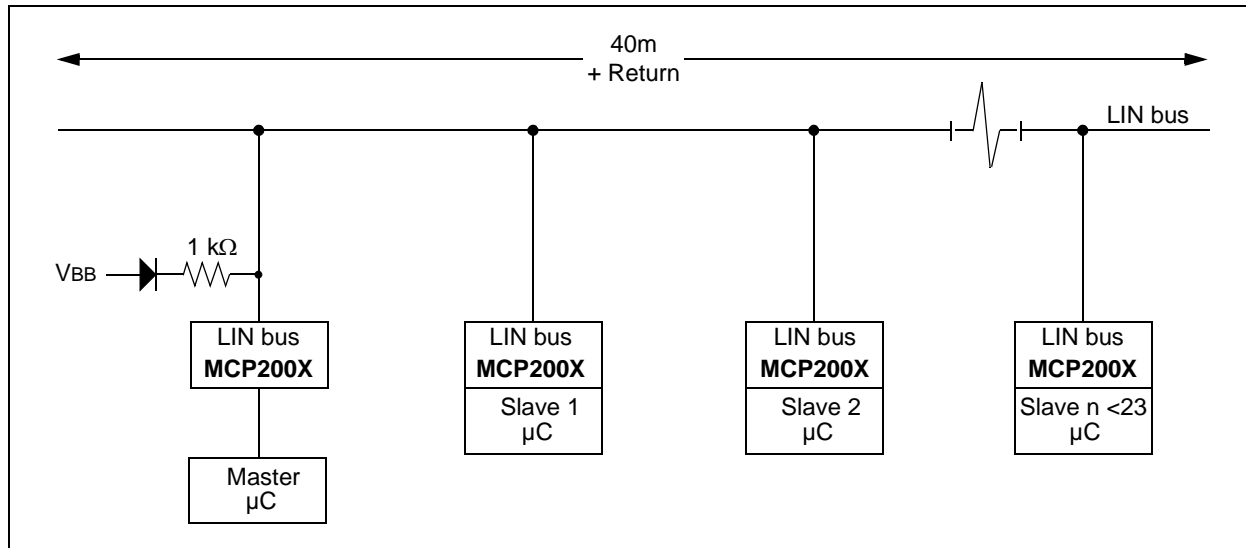 40m
+ Return
LIN bus
1 kΩ
VBB
LIN bus
MCP200X
Master
µC
LIN bus
MCP200X
Slave 1
µC
LIN bus
MCP200X
Slave 2
µC
LIN bus
MCP200X
Slave n <23
µC